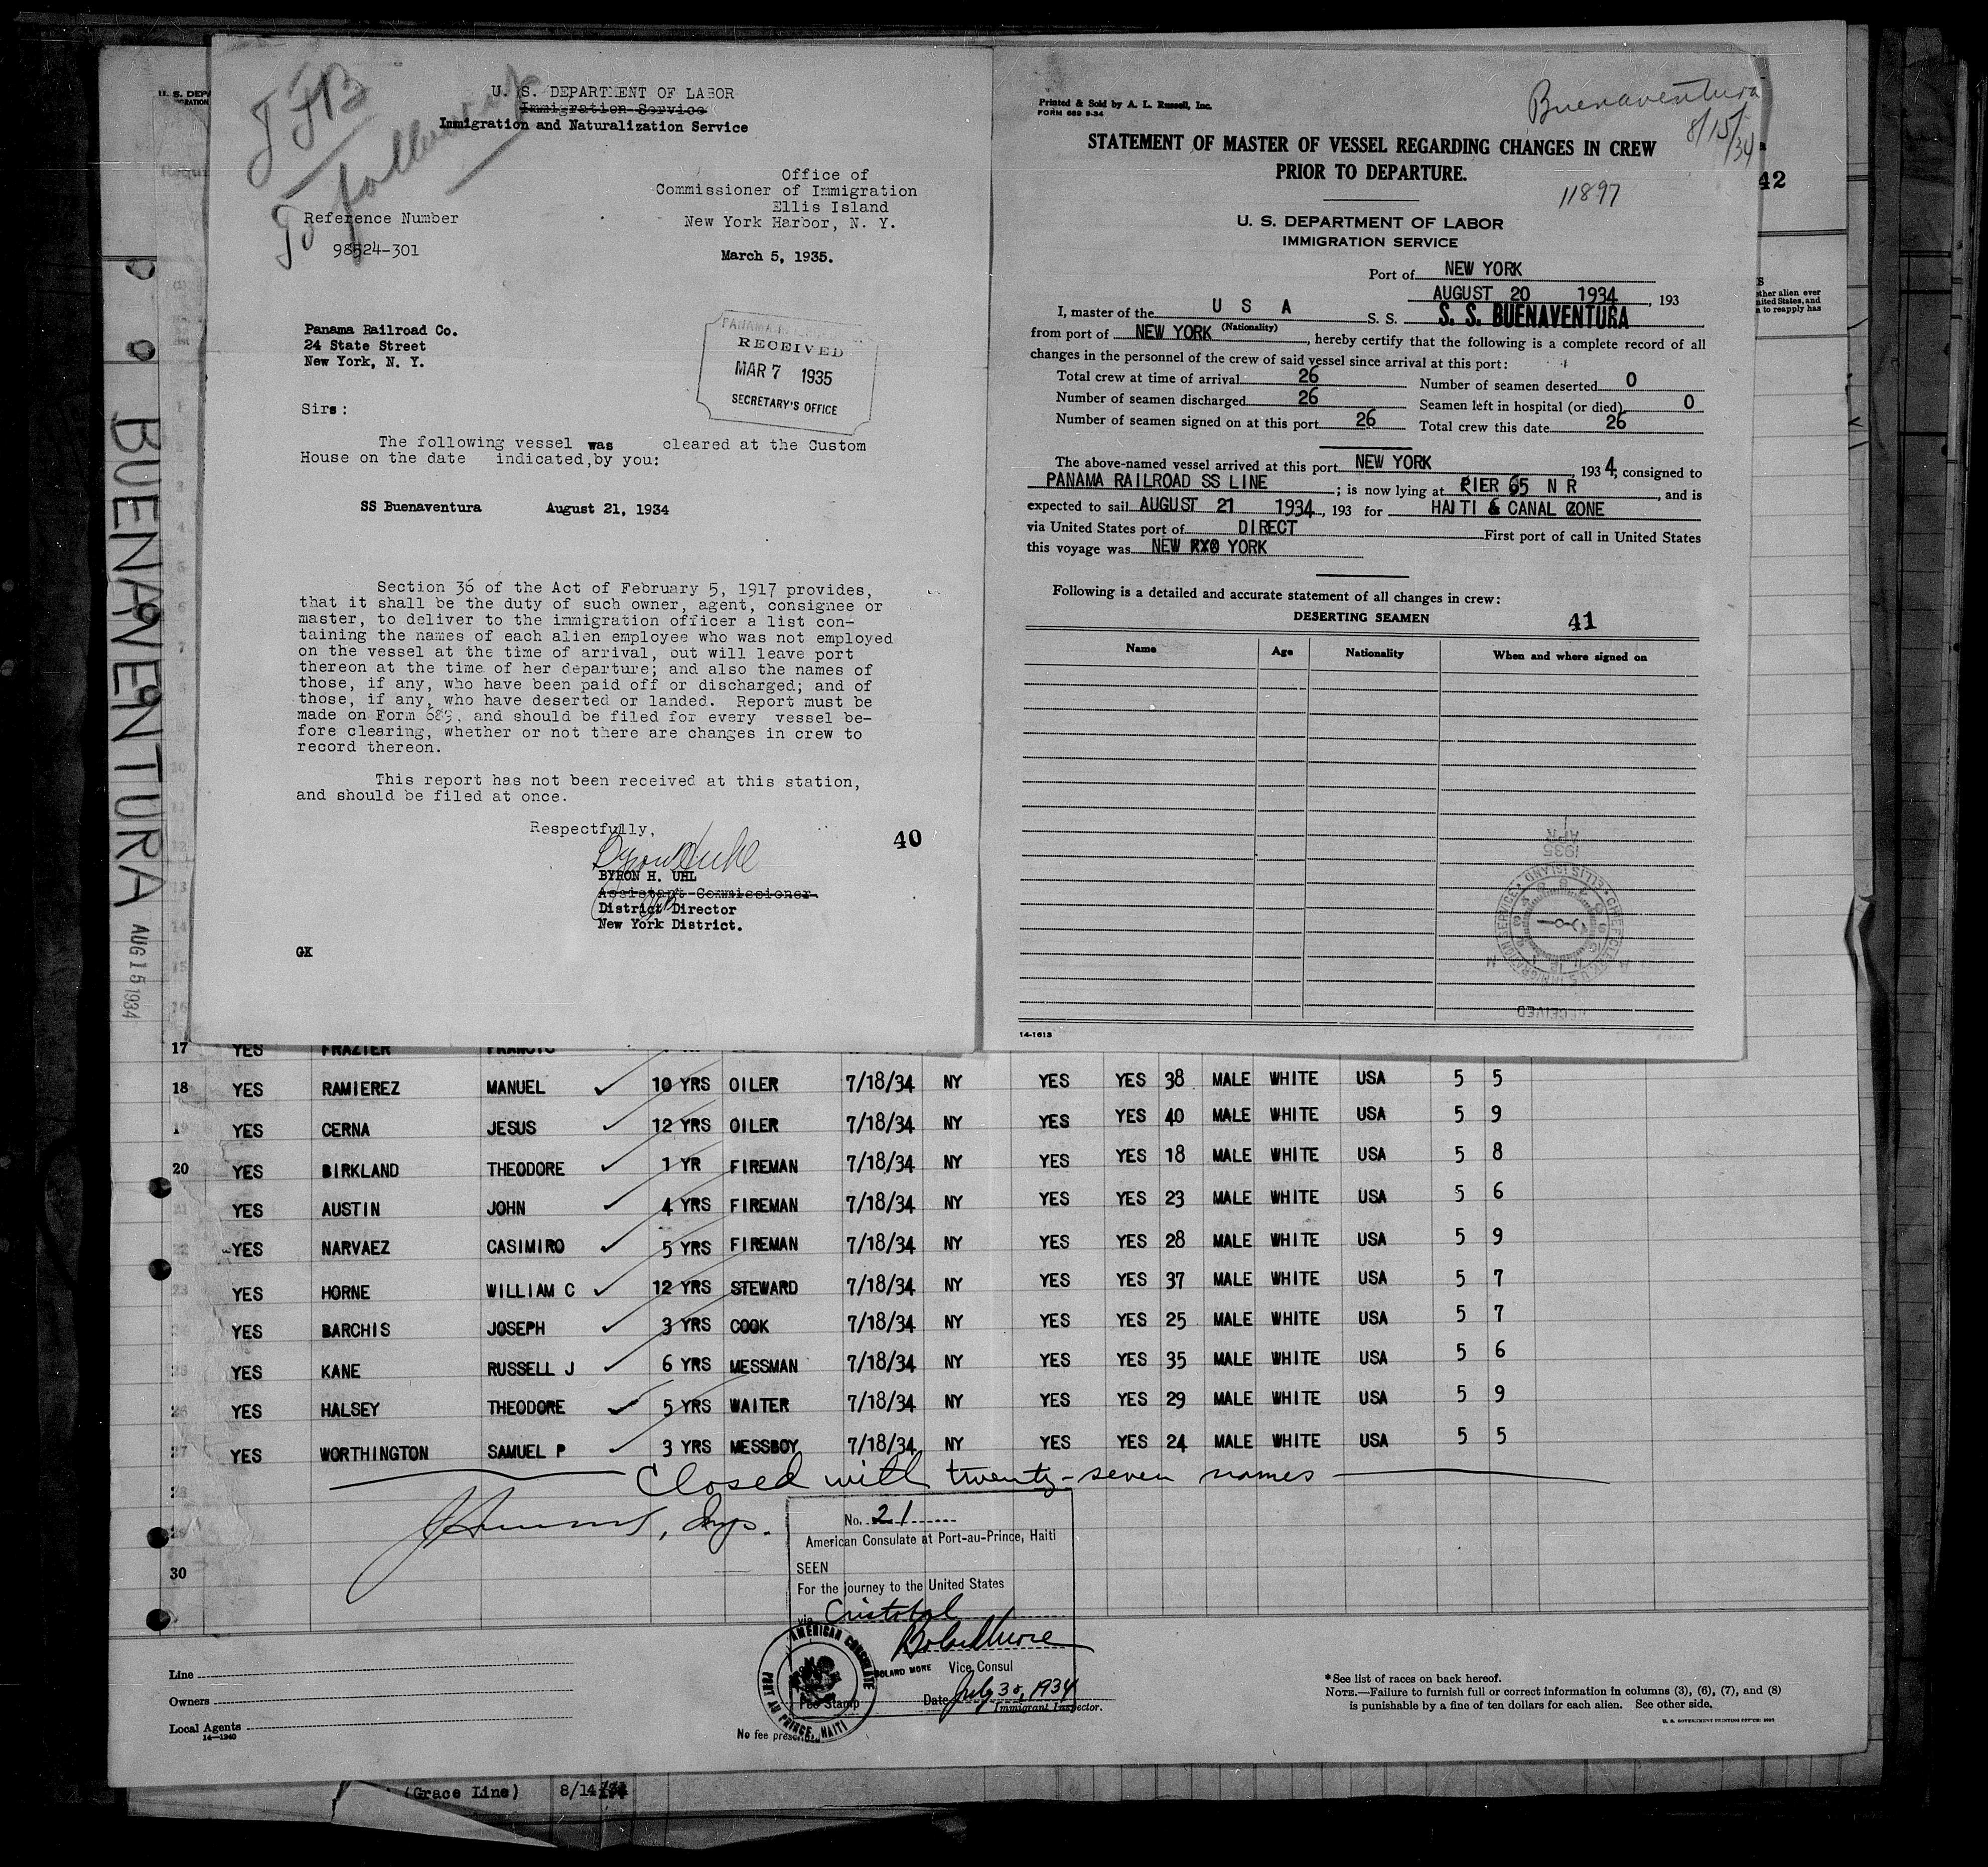 U. S. DEPARTMENT OF LABOR
Immigration Service
Immigration and Naturalization Service
To following
Office of
Commissioner of Immigration
Ellis Island
New York Harbor, N. Y.
Reference Number
98524-301
March 5, 1935.
Panama Railroad Co.
24 State Street
New York, N. Y.
RECEIVED
MAR 7 1935
SECRETARY'S OFFICE
Sirs:
The following vessel was cleared at the Custom
House on the date indicated, by you:
SS Buenaventura August 21, 1934
Section 36 of the Act of February 5, 1917 provides,
that it shall be the duty of such owner, agent, consignee or
master, to deliver to the immigration officer a list con-
taining the names of each alien employee who was not employed
on the vessel at the time of arrival, but will leave port
thereon at the time of her departure; and also the names of
those, if any, who have been paid off or discharged; and of
those, if any, who have deserted or landed. Report must be
made on Form 689, and should be filed for every vessel be-
fore clearing, whether or not there are changes in crew to
record thereon.
This report has not been received at this station,
and should be filed at once.
Respectfully,
40
BYRON H. UHL
Assistant Commissioner
District Director
New York District.
GK
Printed & Sold by A. L. Russell, Inc.
FORM 689 9-34
Buenaventura
8/15/34
STATEMENT OF MASTER OF VESSEL REGARDING CHANGES IN CREW
PRIOR TO DEPARTURE.
11897
U. S. DEPARTMENT OF LABOR
IMMIGRATION SERVICE
Port of NEW YORK
AUGUST 20 1934, 193
I, master of the U S A S. S. S. S. BUENAVENTURA
(Nationality)
from port of NEW YORK, hereby certify that the following is a complete record of all
changes in the personnel of the crew of said vessel since arrival at this port:
Total crew at time of arrival 26 Number of seamen deserted 0
Number of seamen discharged 26 Seamen left in hospital (or died) 0
Number of seamen signed on at this port 26 Total crew this date 26
The above-named vessel arrived at this port NEW YORK, 1934, consigned to
PANAMA RAILROAD SS LINE; is now lying at PIER 65 N R, and is
expected to sail AUGUST 21 1934, 193 for HAITI & CANAL ZONE
via United States port of DIRECT First port of call in United States
this voyage was NEW RXO YORK
Following is a detailed and accurate statement of all changes in crew:
DESERTING SEAMEN 41
Name Age Nationality When and where signed on
APR 1935
RECEIVED
14-1613
42
ther alien ever
nited States, and
n to reapply has
BUENAVENTURA AUG 15 1934
17 YES FRAZIER
18 YES RAMIEREZ MANUEL 10 YRS OILER 7/18/34 NY YES YES 38 MALE WHITE USA 5 5
19 YES CERNA JESUS 12 YRS OILER 7/18/34 NY YES YES 40 MALE WHITE USA 5 9
20 YES BIRKLAND THEODORE 1 YR FIREMAN 7/18/34 NY YES YES 18 MALE WHITE USA 5 8
21 YES AUSTIN JOHN 4 YRS FIREMAN 7/18/34 NY YES YES 23 MALE WHITE USA 5 6
22 YES NARVAEZ CASIMIRO 5 YRS FIREMAN 7/18/34 NY YES YES 28 MALE WHITE USA 5 9
23 YES HORNE WILLIAM C 12 YRS STEWARD 7/18/34 NY YES YES 37 MALE WHITE USA 5 7
YES BARCHIS JOSEPH 3 YRS COOK 7/18/34 NY YES YES 25 MALE WHITE USA 5 7
25 YES KANE RUSSELL J 6 YRS MESSMAN 7/18/34 NY YES YES 35 MALE WHITE USA 5 6
26 YES HALSEY THEODORE 5 YRS WAITER 7/18/34 NY YES YES 29 MALE WHITE USA 5 9
27 YES WORTHINGTON SAMUEL P 3 YRS MESSBOY 7/18/34 NY YES YES 24 MALE WHITE USA 5 5
Closed with twenty-seven names
28
29
30
No. 21
American Consulate at Port-au-Prince, Haiti
SEEN
For the journey to the United States
via Cristobal
Vice Consul
Date July 30, 1934
Fee Stamp
Immigrant Inspector.
AMERICAN CONSULATE
PORT AU PRINCE, HAITI
Line
Owners
Local Agents
14-1240
*See list of races on back hereof.
NOTE.—Failure to furnish full or correct information in columns (3), (6), (7), and (8)
is punishable by a fine of ten dollars for each alien. See other side.
(Grace Line) 8/14